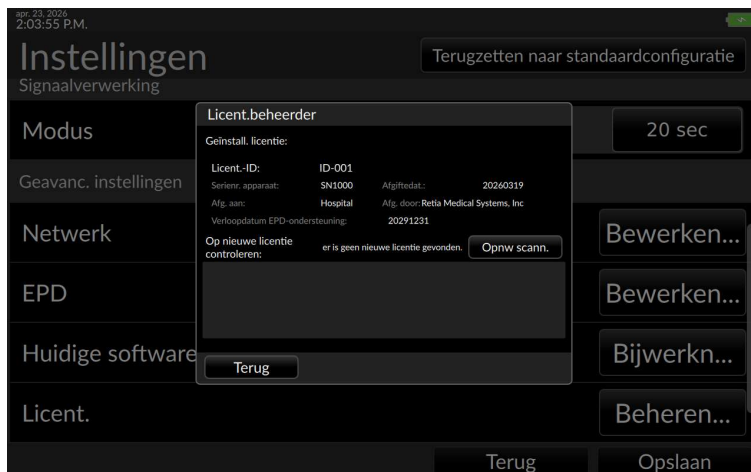 apr. 23, 2026
2:03:55 P.M.
Instellingen
Terugzetten naar standaardconfiguratie
Signaalverwerking
Modus
20 sec
Licent.beheerder
Geïnstall. licentie:
Licent.-ID: ID-001
Serienr. apparaat: SN1000 Afgiftedat.: 20260319
Afg. aan: Hospital Afg. door: Retia Medical Systems, Inc
Verloopdatum EPD-ondersteuning: 20291231
Op nieuwe licentie
controleren:
er is geen nieuwe licentie gevonden.
Opnw scann.
Terug
Geavanc. instellingen
Netwerk
Bewerken...
EPD
Bewerken...
Huidige software
Bijwerkn...
Licent.
Beheren...
Terug
Opslaan